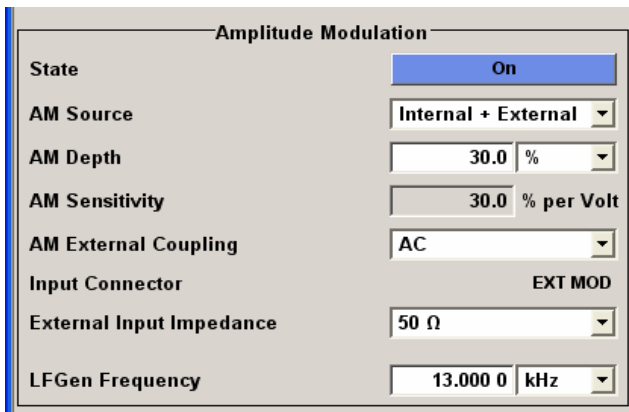 Amplitude Modulation
State On
AM Source Internal + External
AM Depth 30.0 %
AM Sensitivity 30.0 % per Volt
AM External Coupling AC
Input Connector EXT MOD
External Input Impedance 50 Ω
LFGen Frequency 13.000 0 kHz